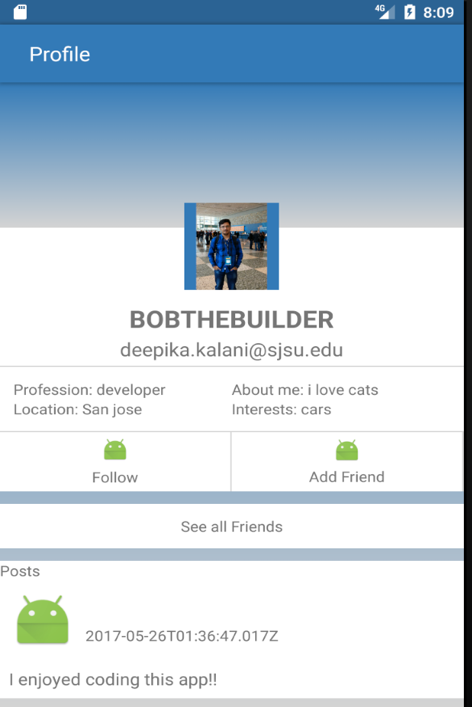 4G 8:09
Profile
BOBTHEBUILDER
deepika.kalani@sjsu.edu
Profession: developer
Location: San jose
About me: i love cats
Interests: cars
Follow
Add Friend
See all Friends
Posts
2017-05-26T01:36:47.017Z
I enjoyed coding this app!!